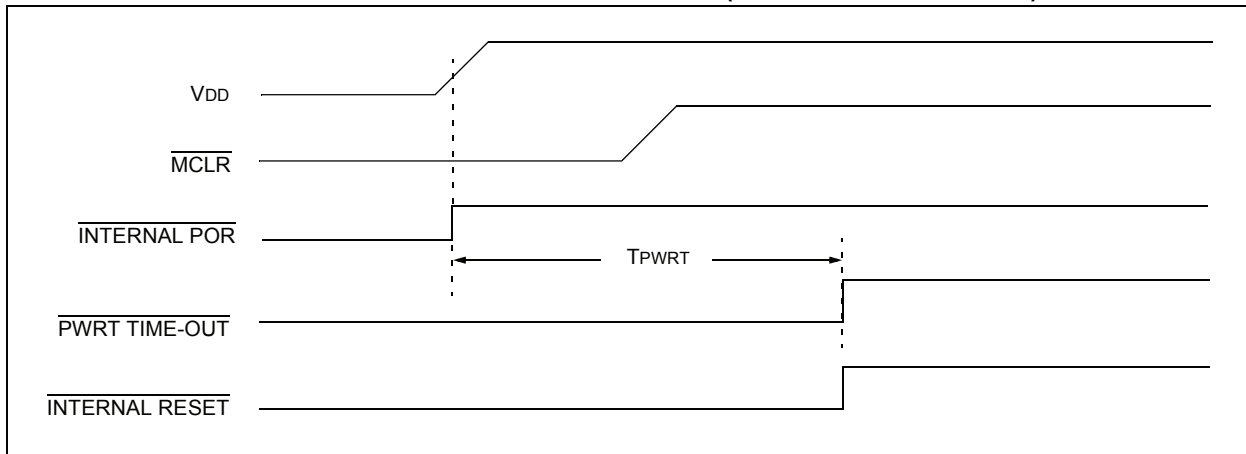 VDD
MCLR
INTERNAL POR
TPWRT
PWRT TIME-OUT
INTERNAL RESET